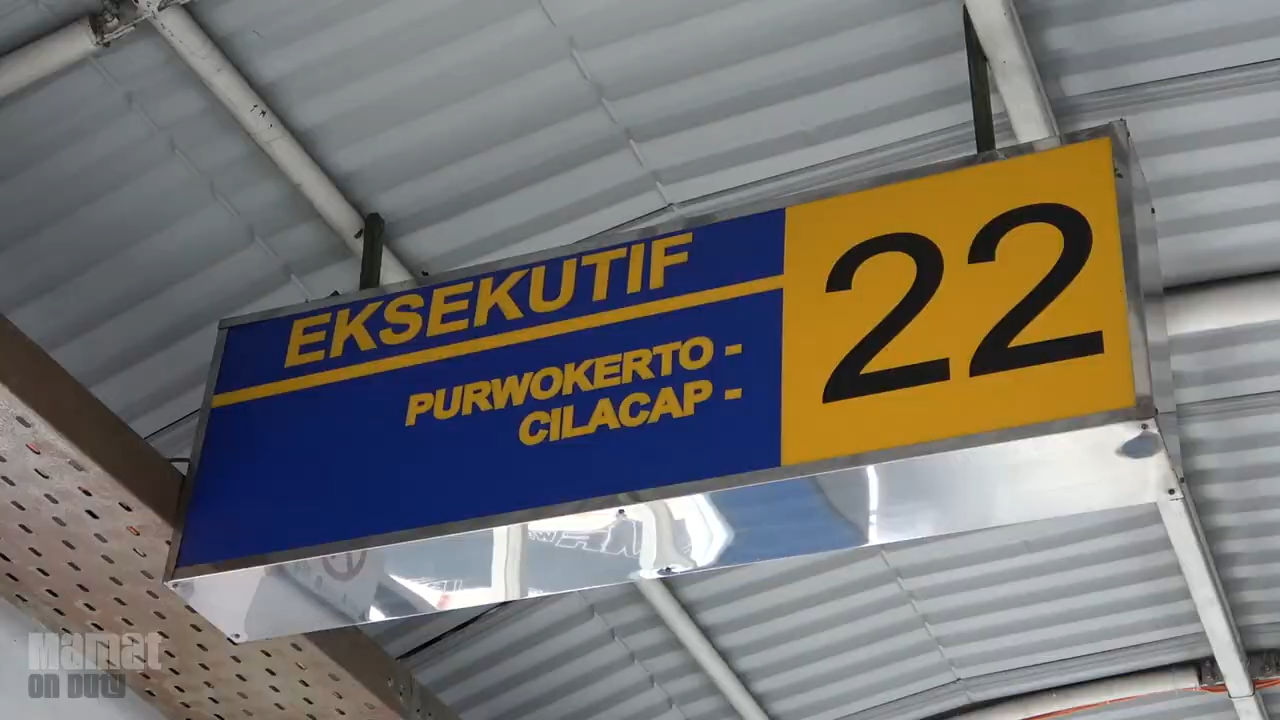 EKSEKUTIF
PURWOKERTO -
CILACAP -
22
Mamat
ON DUTY